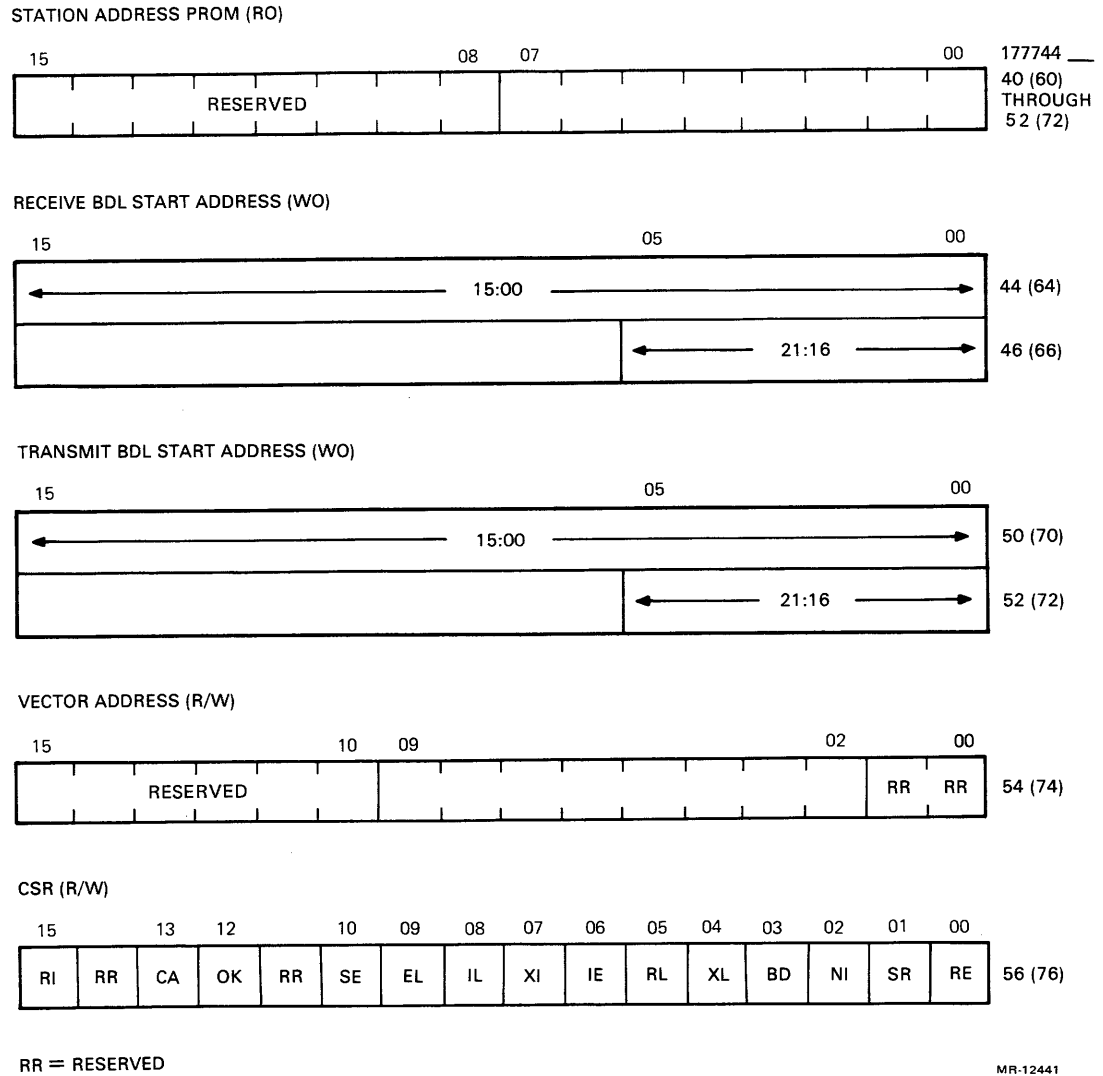 STATION ADDRESS PROM (RO)
15 08 07 00 177744 __
RESERVED
40 (60)
THROUGH
52 (72)
RECEIVE BDL START ADDRESS (WO)
15 05 00
15:00 44 (64)
21:16 46 (66)
TRANSMIT BDL START ADDRESS (WO)
15 05 00
15:00 50 (70)
21:16 52 (72)
VECTOR ADDRESS (R/W)
15 10 09 02 00
RESERVED RR RR 54 (74)
CSR (R/W)
15 13 12 10 09 08 07 06 05 04 03 02 01 00
RI RR CA OK RR SE EL IL XI IE RL XL BD NI SR RE 56 (76)
RR = RESERVED
MR-12441